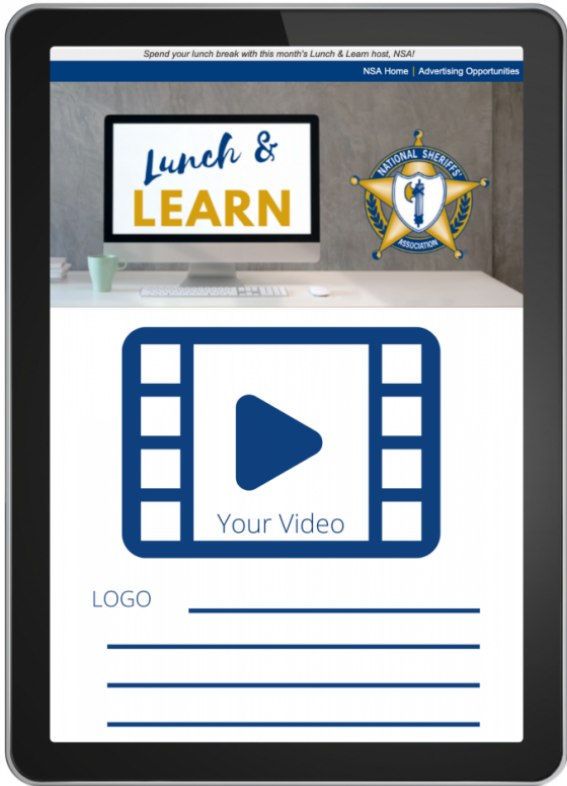 Spend your lunch break with this month's Lunch & Learn host, NSA!
NSA Home | Advertising Opportunities
Lunch &
LEARN
NATIONAL SHERIFFS'
ASSOCIATION
Your Video
LOGO